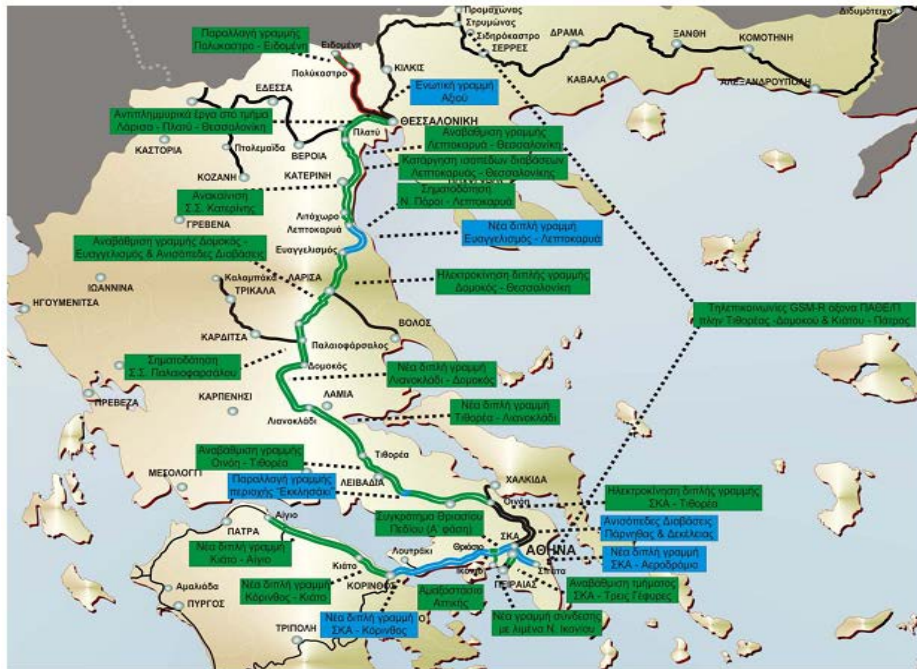 Προμαχώνας
Στρυμώνας
Σιδηρόκαστρο
ΣΕΡΡΕΣ
ΔΡΑΜΑ
ΞΑΝΘΗ
ΚΟΜΟΤΗΝΗ
Διδυμότειχο
Παραλλαγή γραμμής
Πολυκαστρο - Ειδομένη
Ειδομένη
Πολύκαστρο
ΚΙΛΚΙΣ
ΚΑΒΑΛΑ
ΑΛΕΞΑΝΔΡΟΥΠΟΛΗ
Ενωτική γραμμή
Αξιού
ΕΔΕΣΣΑ
Αντιπλημμυρικά έργα στο τμήμα
Λάρισα - Πλατύ - Θεσσαλονίκη
ΘΕΣΣΑΛΟΝΙΚΗ
ΚΑΣΤΟΡΙΑ
Πτολεμαΐδα
ΒΕΡΟΙΑ
Πλατύ
Αναβάθμιση γραμμής
Λεπτοκαρυά - Θεσσαλονίκη
Κατάργηση ισοπέδων διαβάσεων
Λεπτοκαρυάς - Θεσσαλονίκης
ΚΟΖΑΝΗ
ΚΑΤΕΡΙΝΗ
Ανακαίνιση
Σ.Σ. Κατερίνης
Σηματοδότηση
Ν. Πόροι - Λεπτοκαρυά
ΓΡΕΒΕΝΑ
Λιτόχωρο
Λεπτοκαρυά
Νέα διπλή γραμμή
Ευαγγελισμός - Λεπτοκαρυά
Αναβάθμιση γραμμής Δομοκός -
Ευαγγελισμός & Ανισόπεδες Διαβάσεις
Ευαγγελισμός
ΙΩΑΝΝΙΝΑ
Καλαμπάκα
ΛΑΡΙΣΑ
Ηλεκτροκίνηση διπλής γραμμής
Δομοκός - Θεσσαλονίκη
ΗΓΟΥΜΕΝΙΤΣΑ
ΤΡΙΚΑΛΑ
Τηλεπικοινωνίες GSM-R άξονα ΠΑΘΕ/Π
πλην Τιθορέας -Δομοκού & Κιάτου - Πάτρας
ΚΑΡΔΙΤΣΑ
ΒΟΛΟΣ
Παλαιοφάρσαλος
Σηματοδότηση
Σ.Σ. Παλαιοφαρσάλου
Δομοκός
Νέα διπλή γραμμή
Λιανοκλάδι - Δομοκός
ΠΡΕΒΕΖΑ
ΚΑΡΠΕΝΗΣΙ
ΛΑΜΙΑ
Λιανοκλάδι
Νέα διπλή γραμμή
Τιθορέα - Λιανοκλάδι
Αναβάθμιση γραμμής
Οινόη - Τιθορέα
Τιθορέα
ΜΕΣΟΛΟΓΓΙ
ΛΕΙΒΑΔΙΑ
ΧΑΛΚΙΔΑ
Παραλλαγή γραμμής
περιοχής "Εκκλησάκι"
Οινόη
Ηλεκτροκίνηση διπλής γραμμής
ΣΚΑ - Τιθορέα
ΠΑΤΡΑ
Αίγιο
Συγκρότημα Θριασίου
Πεδίου (Α' φάση)
ΣΚΑ
Ανισόπεδες Διαβάσεις
Πάρνηθας & Δεκέλειας
Νέα διπλή γραμμή
Κιάτο - Αίγιο
Λουτράκι
Θριάσιο
ΑΘΗΝΑ
Νέα γραμμή
ΣΚΑ - Αεροδρόμιο
Κιάτο
Ικόνιο
Σπάτα
Αμαλιάδα
Νέα διπλή γραμμή
Κόρινθος - Κιάτο
ΚΟΡΙΝΘΟΣ
Αμαξοστάσιο
Αττικής
ΠΕΙΡΑΙΑΣ
Αναβάθμιση τμήματος
ΣΚΑ - Τρεις Γέφυρες
ΠΥΡΓΟΣ
Νέα διπλή γραμμή
ΣΚΑ - Κόρινθος
Νέα γραμμή σύνδεσης
με λιμένα Ν. Ικονίου
ΤΡΙΠΟΛΗ